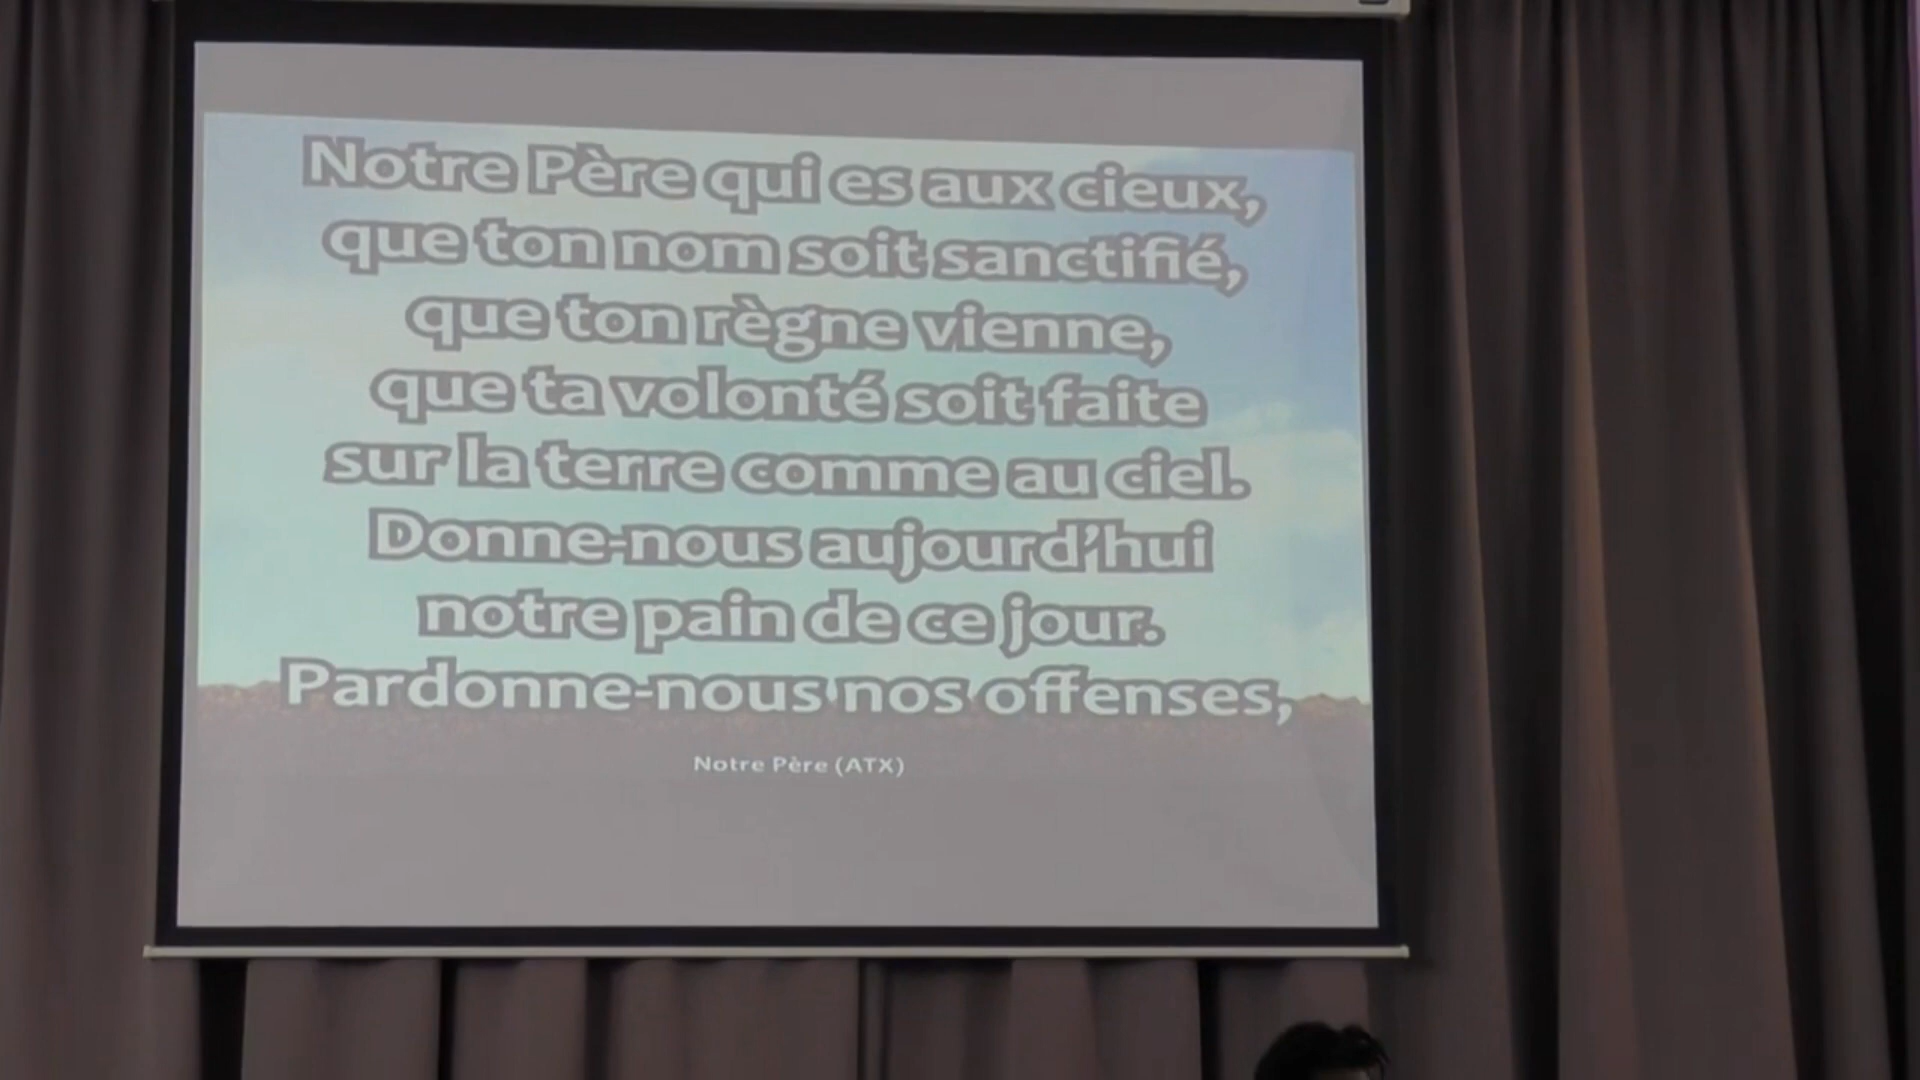 Notre Père qui es aux cieux,
que ton nom soit sanctifié,
que ton règne vienne,
que ta volonté soit faite
sur la terre comme au ciel.
Donne-nous aujourd’hui
notre pain de ce jour.
Pardonne-nous nos offenses,
Notre Père (ATX)